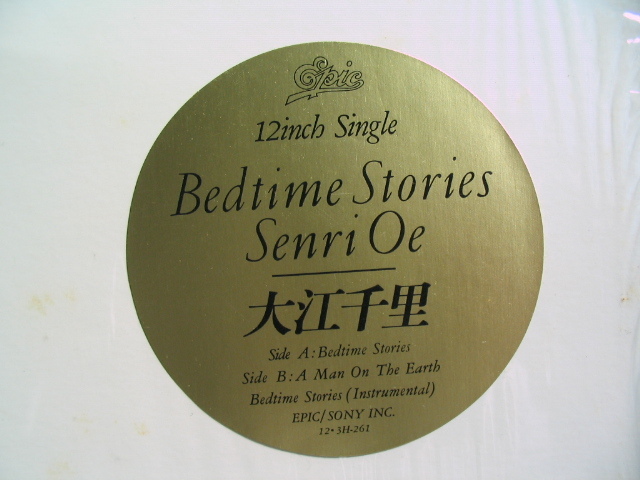 Epic
12inch Single
Bedtime Stories
Senri Oe
大江千里
Side A:Bedtime Stories
Side B:A Man On The Earth
Bedtime Stories (Instrumental)
EPIC/SONY INC.
12•3H-261